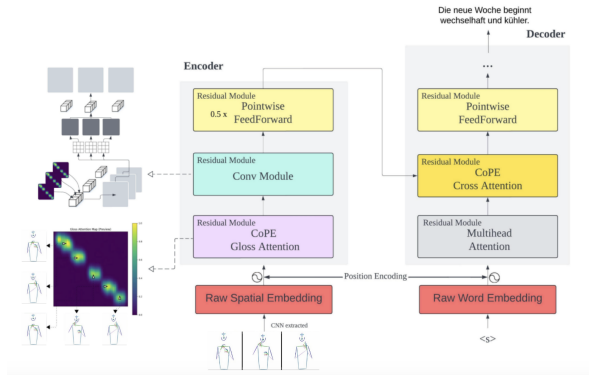 Die neue Woche beginnt
wechselhaft und kühler.
Decoder
...
Encoder
Residual Module
0.5 x
Pointwise
FeedForward
Residual Module
Pointwise
FeedForward
Residual Module
Conv Module
Residual Module
CoPE
Cross Attention
Residual Module
CoPE
Gloss Attention
Residual Module
Multihead
Attention
Position Encoding
Raw Spatial Embedding
Raw Word Embedding
CNN extracted
<s>